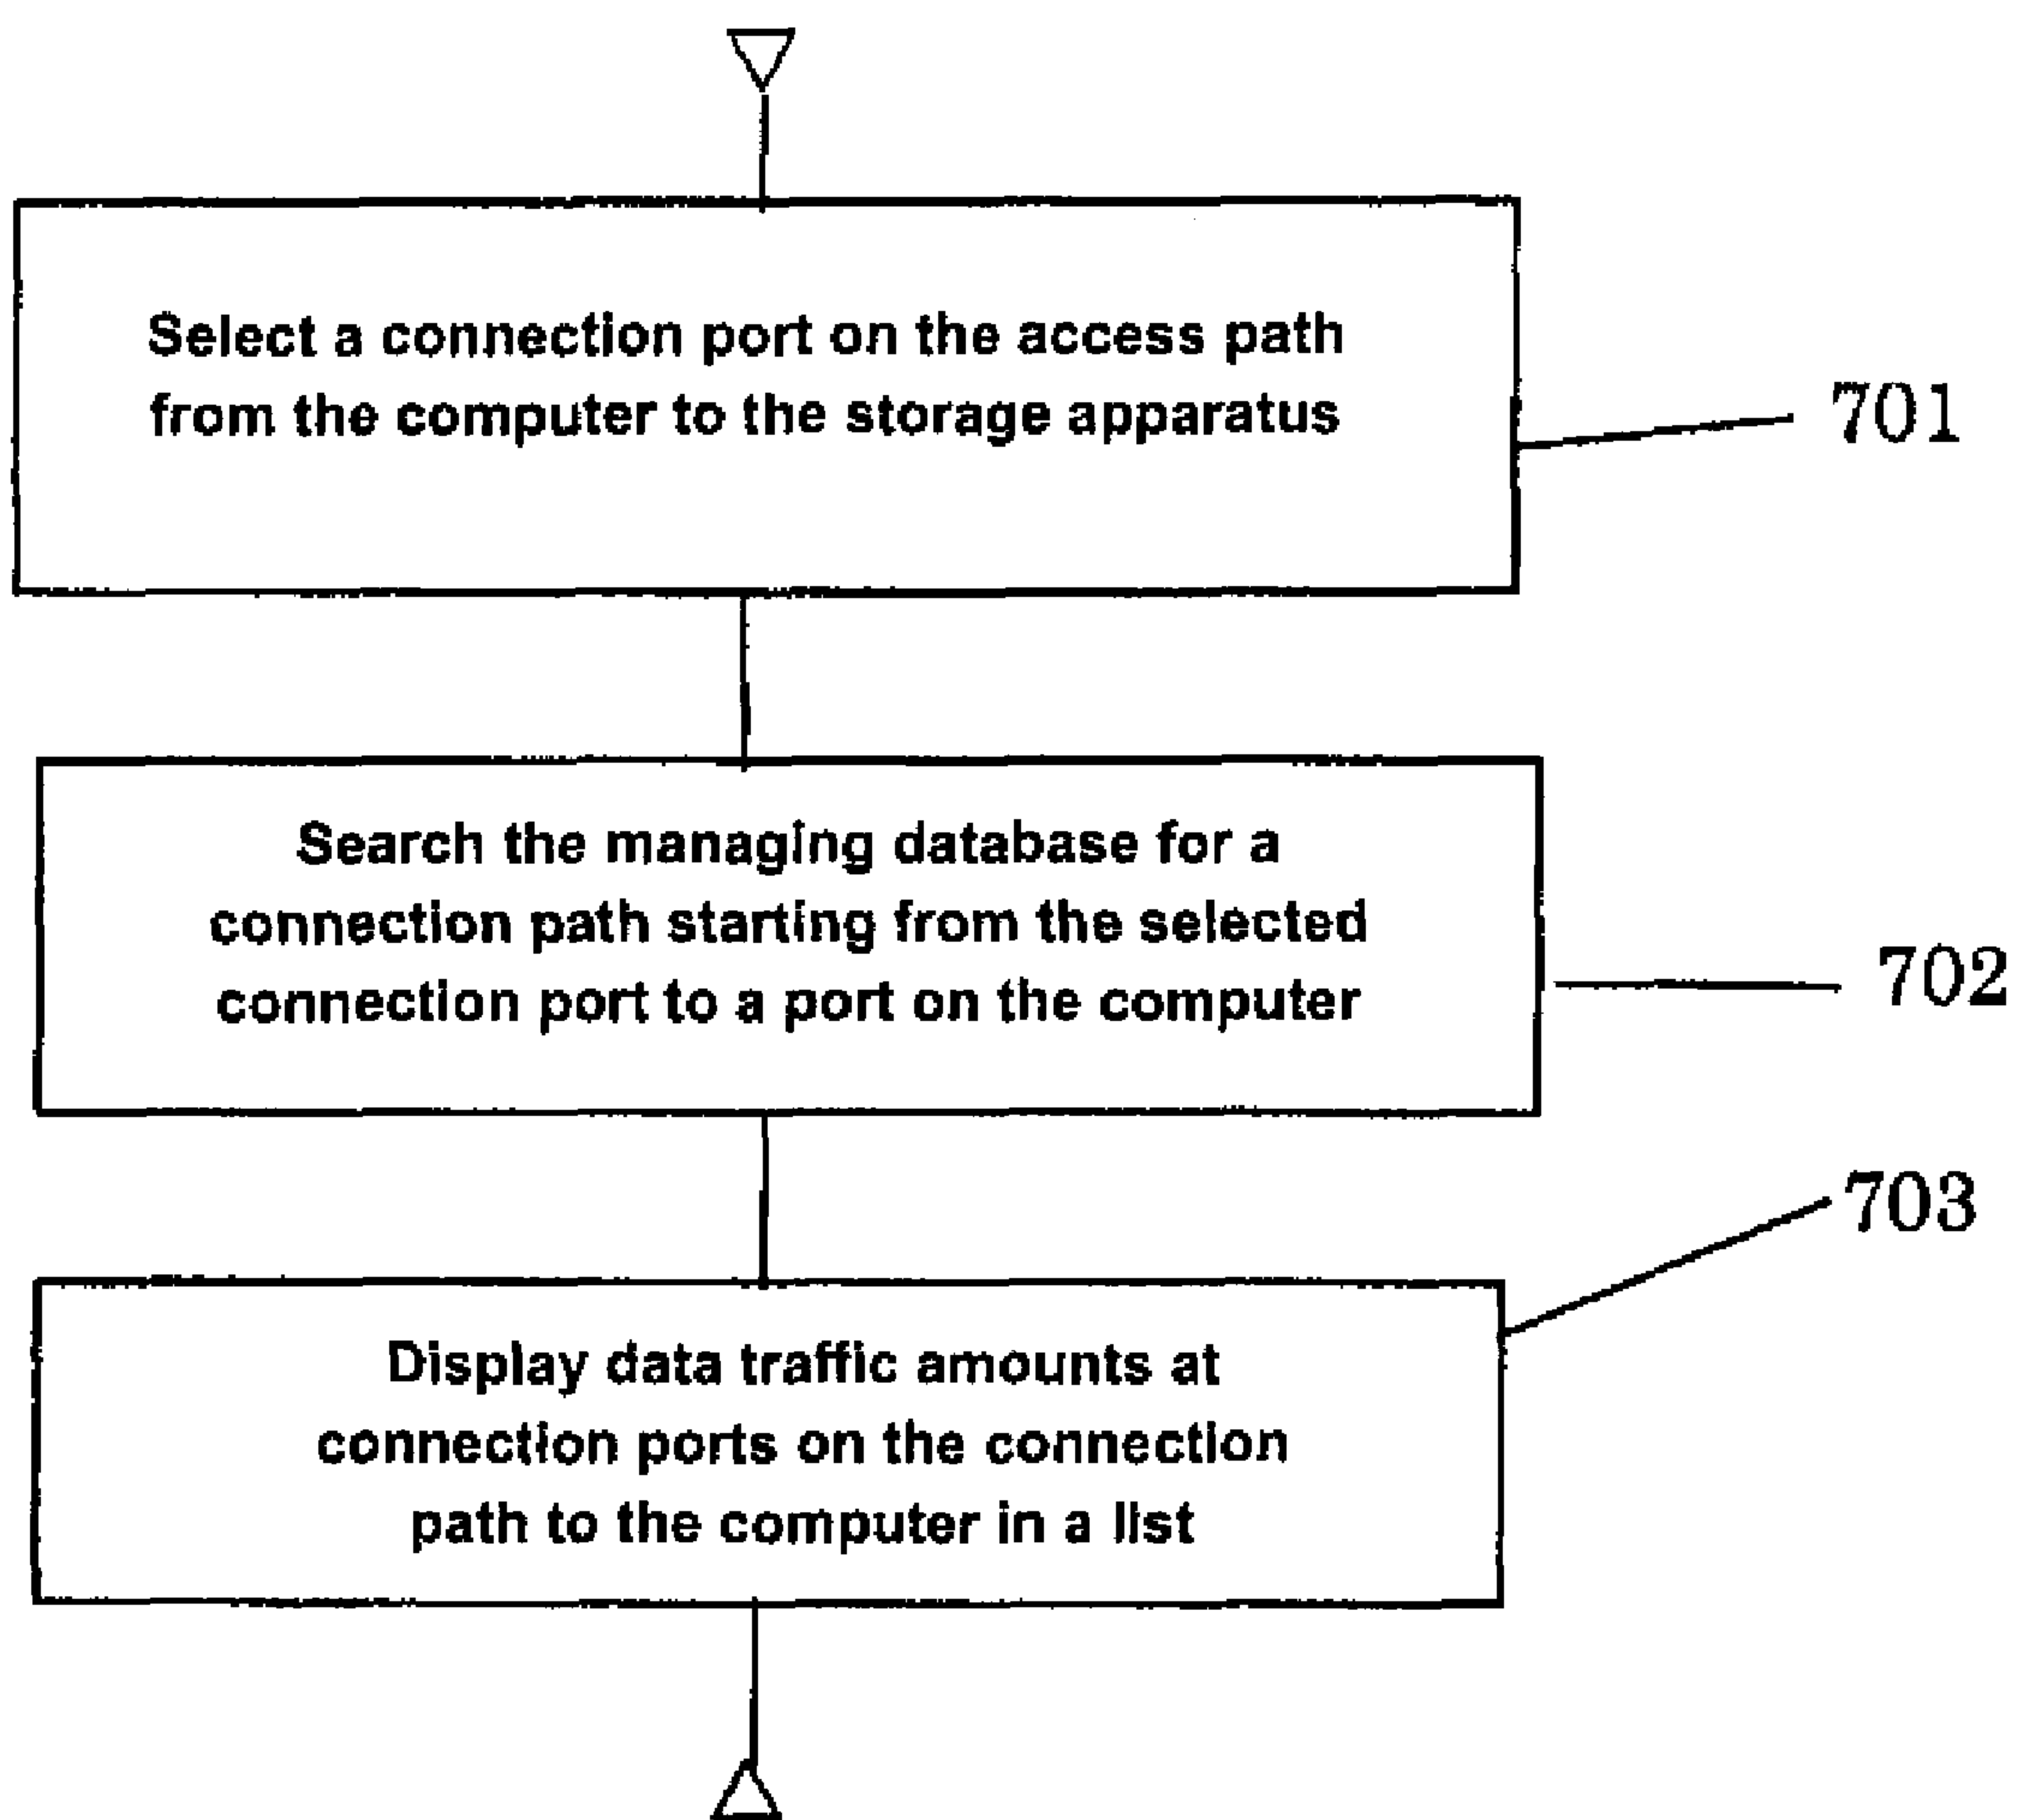 Select a connection port on the access path
from the computer to the storage apparatus
701
Search the managing database for a
connection path starting from the selected
connection port to a port on the computer
702
703
Display data traffic amounts at
connection ports on the connection
path to the computer in a list